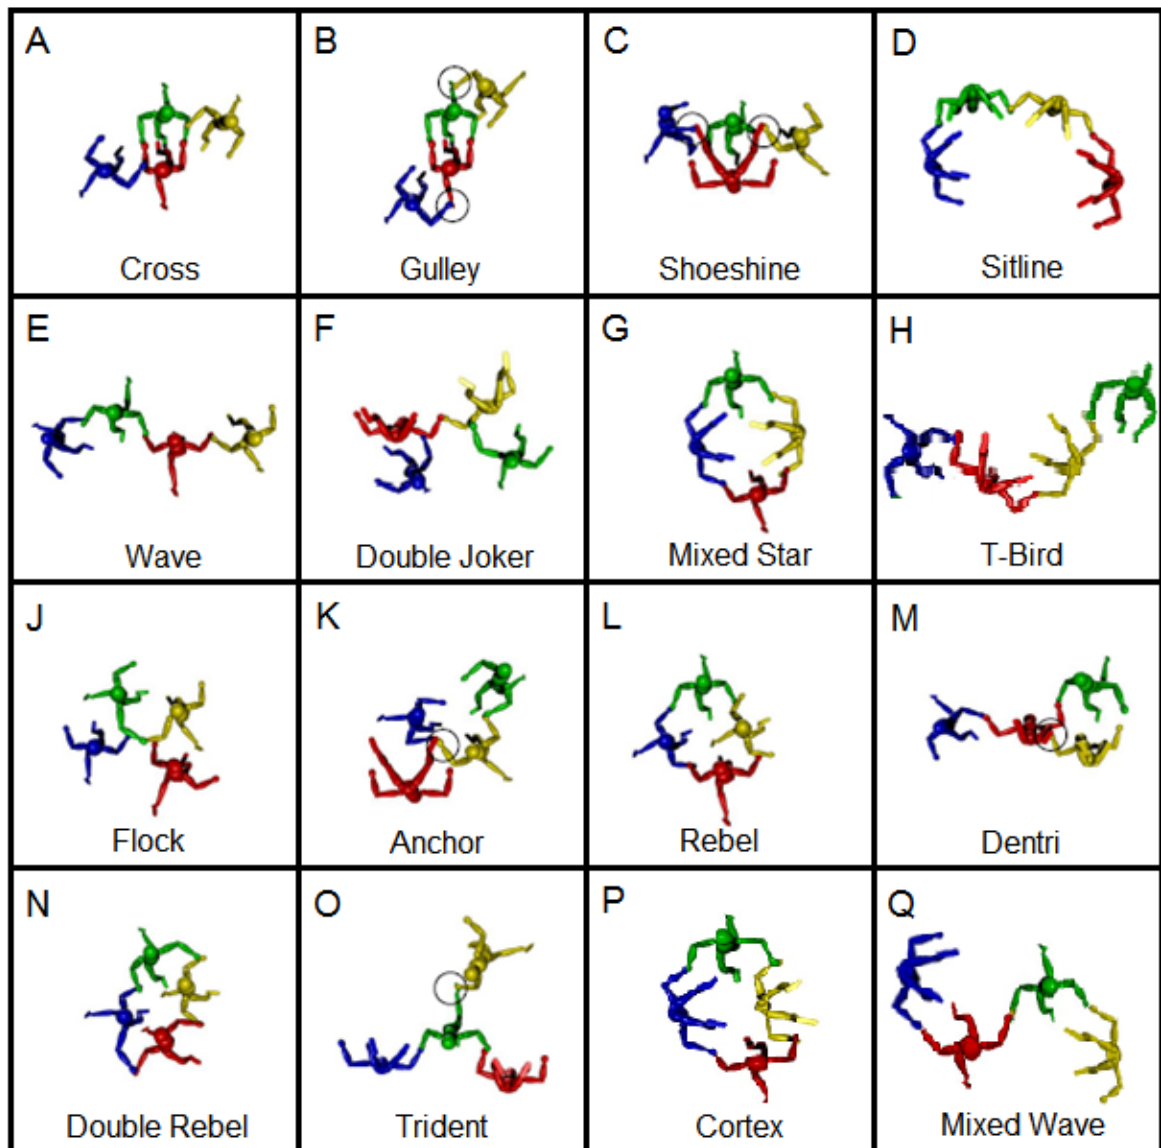 A
Cross
B
Gulley
C
Shoeshine
D
Sitline
E
Wave
F
Double Joker
G
Mixed Star
H
T-Bird
J
Flock
K
Anchor
L
Rebel
M
Dentri
N
Double Rebel
O
Trident
P
Cortex
Q
Mixed Wave